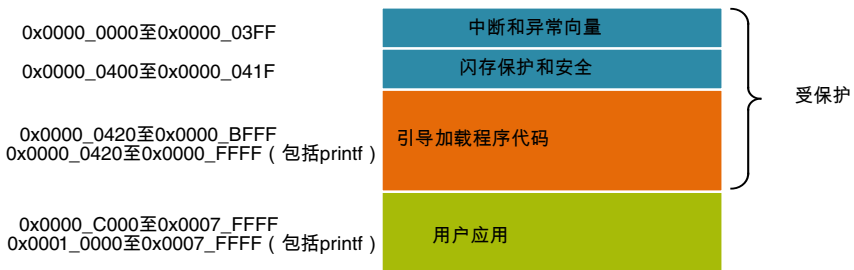 0x0000_0000至0x0000_03FF
中断和异常向量
0x0000_0400至0x0000_041F
闪存保护和安全
受保护
0x0000_0420至0x0000_BFFF
0x0000_0420至0x0000_FFFF（包括printf）
引导加载程序代码
0x0000_C000至0x0007_FFFF
0x0001_0000至0x0007_FFFF（包括printf）
用户应用